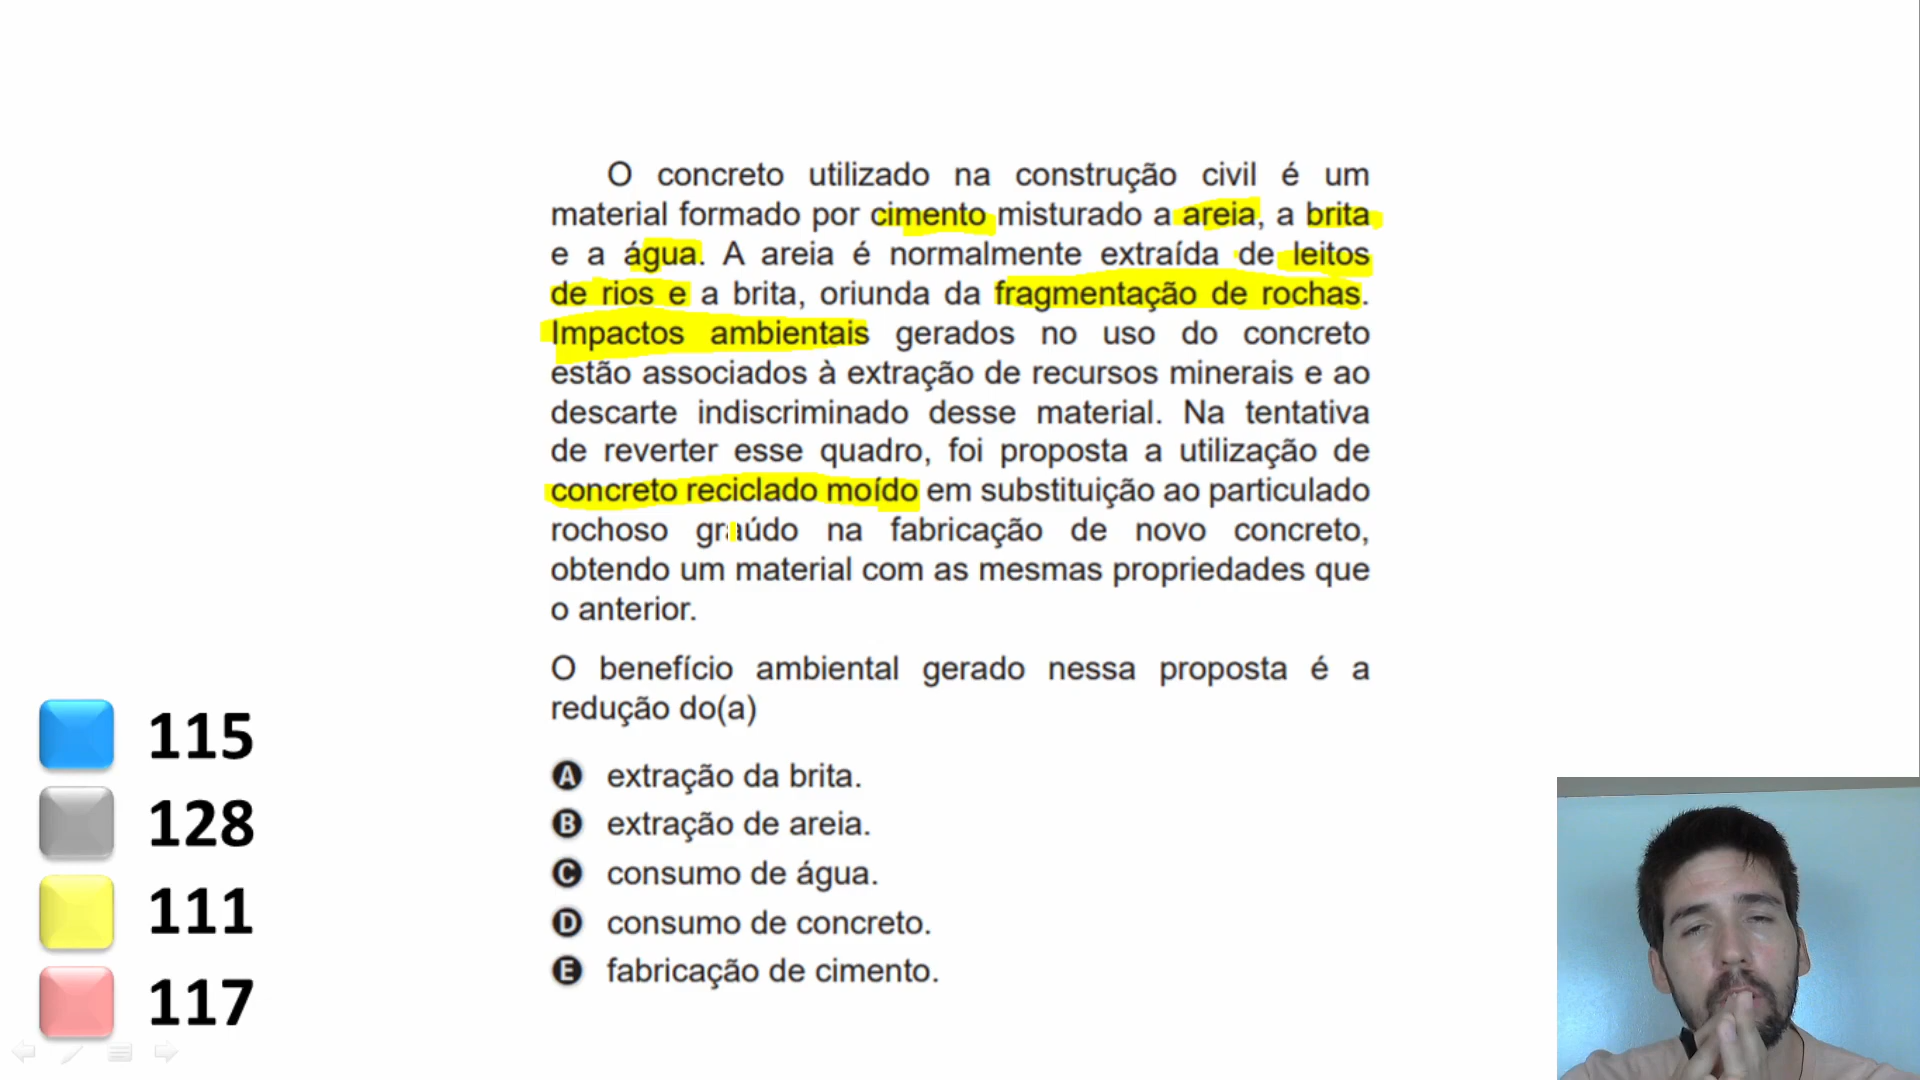 O concreto utilizado na construção civil é um
material formado por cimento misturado a areia, a brita
e a água. A areia é normalmente extraída de leitos
de rios e a brita, oriunda da fragmentação de rochas.
Impactos ambientais gerados no uso do concreto
estão associados à extração de recursos minerais e ao
descarte indiscriminado desse material. Na tentativa
de reverter esse quadro, foi proposta a utilização de
concreto reciclado moído em substituição ao particulado
rochoso graúdo na fabricação de novo concreto,
obtendo um material com as mesmas propriedades que
o anterior.
O benefício ambiental gerado nessa proposta é a
redução do(a)
A extração da brita.
B extração de areia.
C consumo de água.
D consumo de concreto.
E fabricação de cimento.
115
128
111
117